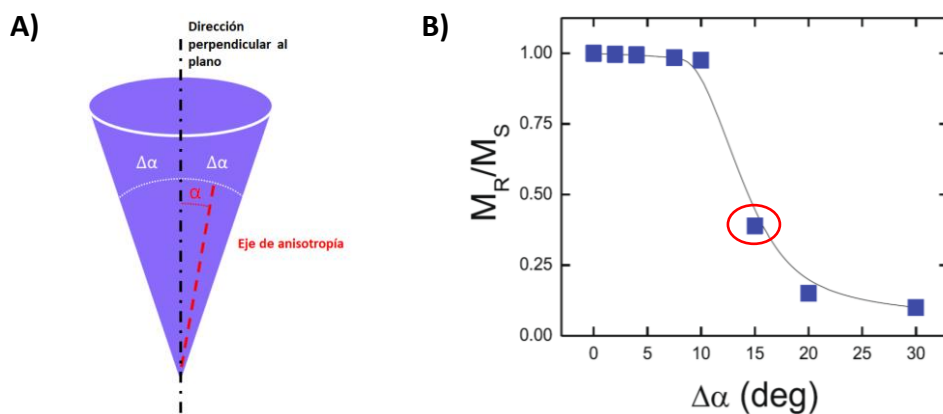 A)
Dirección
perpendicular al
plano
Δα
Δα
α
Eje de anisotropía
B)
1.00
0.75
0.50
0.25
0.00
M_R/M_S
0
5
10
15
20
25
30
Δα (deg)